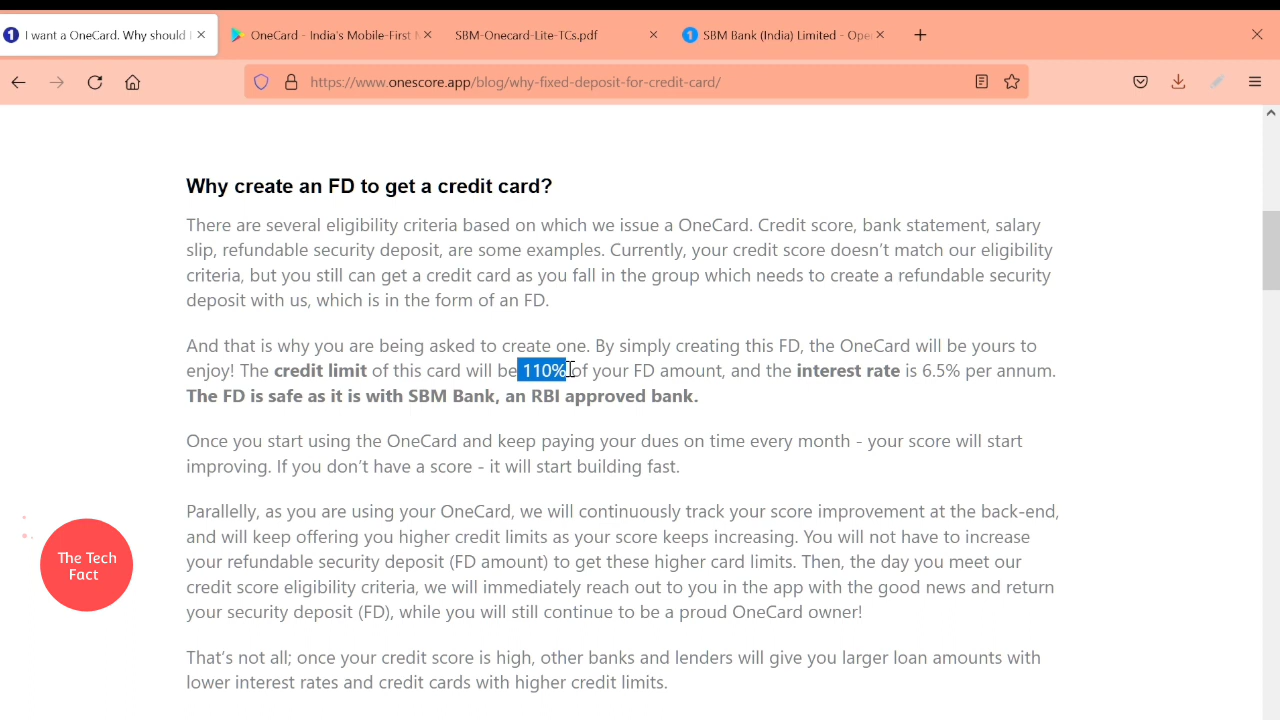 I want a OneCard. Why should I
OneCard - India's Mobile-First M
SBM-Onecard-Lite-TCs.pdf
SBM Bank (India) Limited - Ope
https://www.onescore.app/blog/why-fixed-deposit-for-credit-card/
Why create an FD to get a credit card?
There are several eligibility criteria based on which we issue a OneCard. Credit score, bank statement, salary
slip, refundable security deposit, are some examples. Currently, your credit score doesn’t match our eligibility
criteria, but you still can get a credit card as you fall in the group which needs to create a refundable security
deposit with us, which is in the form of an FD.
And that is why you are being asked to create one. By simply creating this FD, the OneCard will be yours to
enjoy! The credit limit of this card will be 110% of your FD amount, and the interest rate is 6.5% per annum.
The FD is safe as it is with SBM Bank, an RBI approved bank.
Once you start using the OneCard and keep paying your dues on time every month - your score will start
improving. If you don’t have a score - it will start building fast.
Parallelly, as you are using your OneCard, we will continuously track your score improvement at the back-end,
and will keep offering you higher credit limits as your score keeps increasing. You will not have to increase
your refundable security deposit (FD amount) to get these higher card limits. Then, the day you meet our
credit score eligibility criteria, we will immediately reach out to you in the app with the good news and return
your security deposit (FD), while you will still continue to be a proud OneCard owner!
The Tech
Fact
That’s not all; once your credit score is high, other banks and lenders will give you larger loan amounts with
lower interest rates and credit cards with higher credit limits.